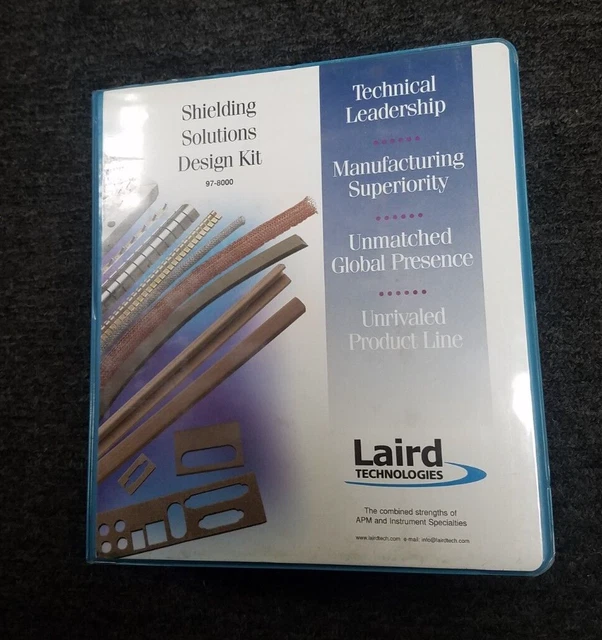 Shielding
Solutions
Design Kit
97-8000
Technical
Leadership
Manufacturing
Superiority
Unmatched
Global Presence
Unrivaled
Product Line
Laird
TECHNOLOGIES
The combined strengths of
APM and Instrument Specialties
www.lairdtech.com e-mail: info@lairdtech.com